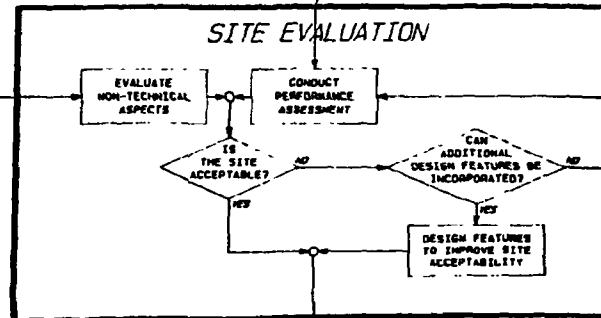 SITE EVALUATION
EVALUATE
NON-TECHNICAL
ASPECTS
CONDUCT
PERFORMANCE
ASSESSMENT
IS
THE SITE
ACCEPTABLE?
NO
YES
CAN
ADDITIONAL
DESIGN FEATURES BE
INCORPORATED?
NO
YES
DESIGN FEATURES
TO IMPROVE SITE
ACCEPTABILITY